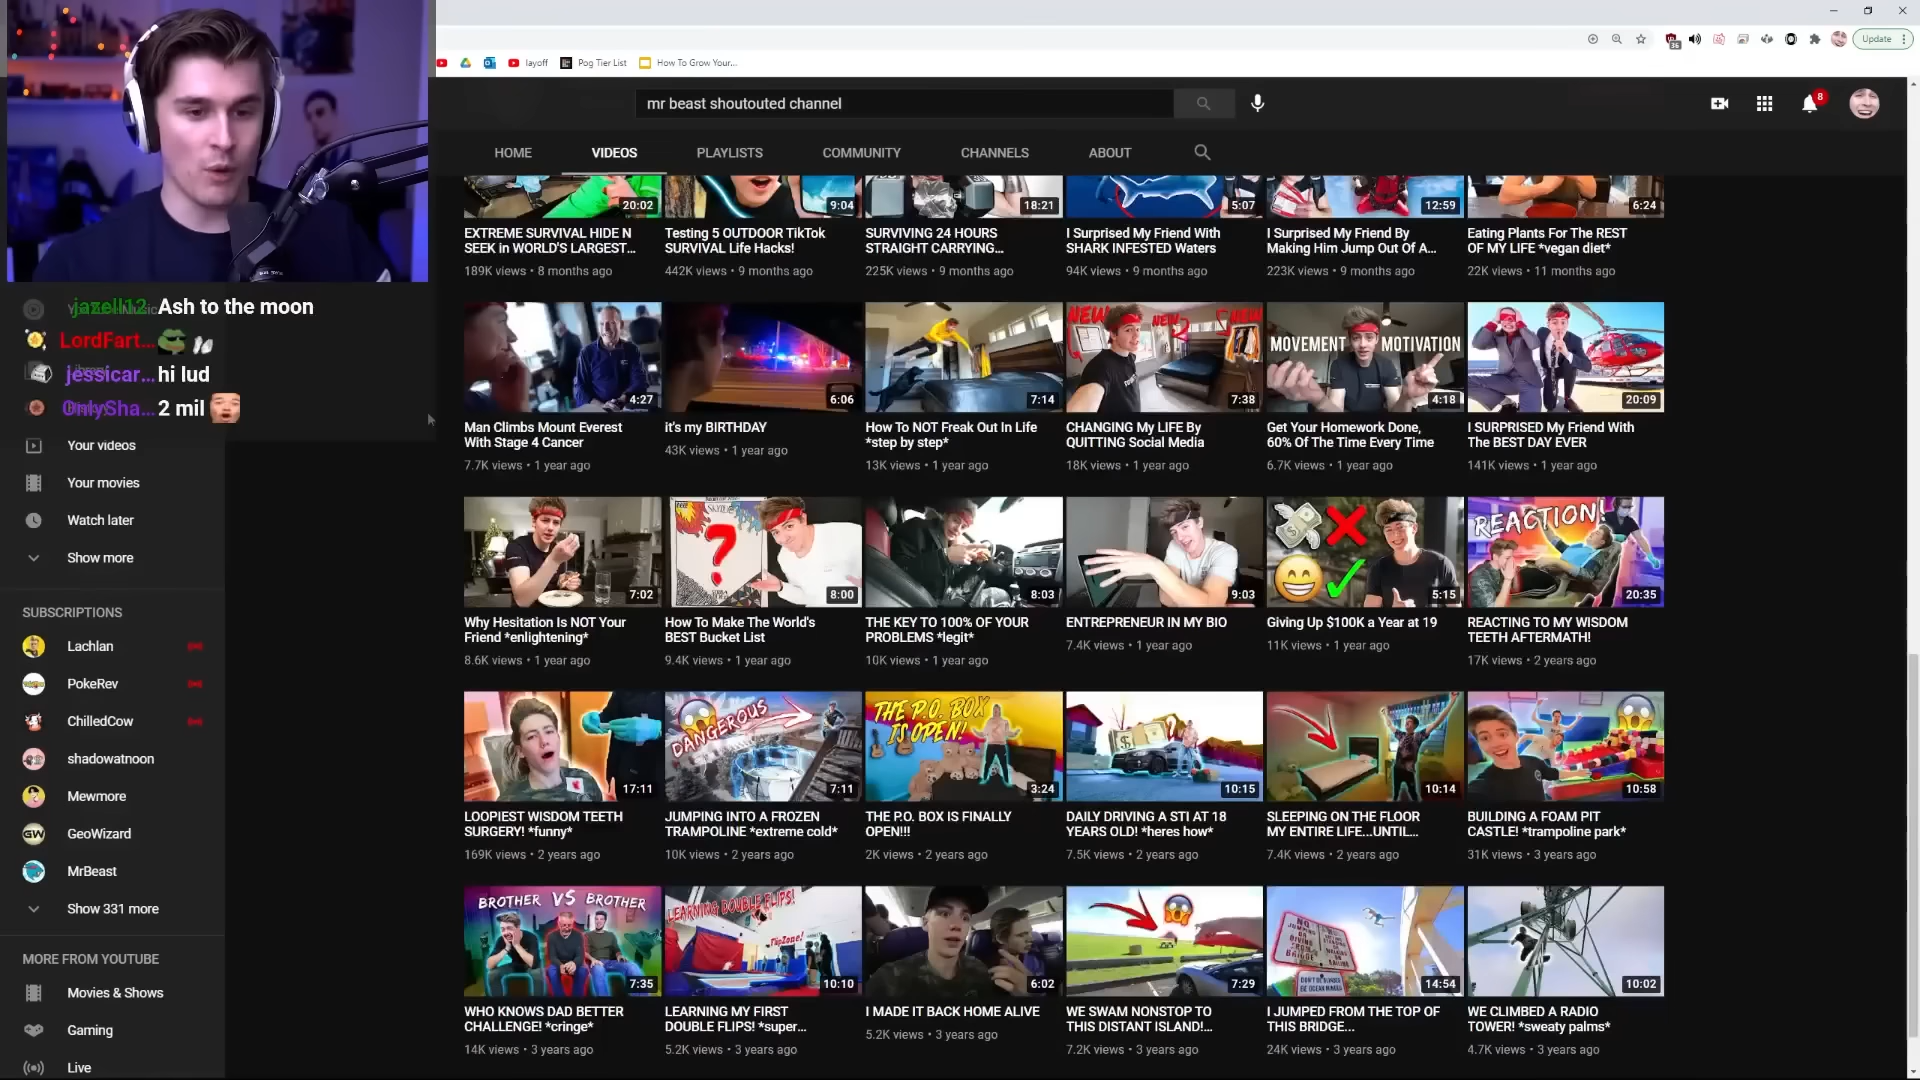 Update
layoff
Pog Tier List
How To Grow Your...
mr beast shoutouted channel
8
HOME
VIDEOS
PLAYLISTS
COMMUNITY
CHANNELS
ABOUT
20:02
9:04
18:21
5:07
12:59
6:24
EXTREME SURVIVAL HIDE N
SEEK in WORLD'S LARGEST...
189K views • 8 months ago
Testing 5 OUTDOOR TikTok
SURVIVAL Life Hacks!
442K views • 9 months ago
SURVIVING 24 HOURS
STRAIGHT CARRYING...
225K views • 9 months ago
I Surprised My Friend With
SHARK INFESTED Waters
94K views • 9 months ago
I Surprised My Friend By
Making Him Jump Out Of A...
223K views • 9 months ago
Eating Plants For The REST
OF MY LIFE *vegan diet*
22K views • 11 months ago
jazell12 Ash to the moon
LordFart...
jessicar... hi lud
OnlySha... 2 mil
Your videos
Your movies
Watch later
Show more
SUBSCRIPTIONS
Lachlan
PokeRev
ChilledCow
shadowatnoon
Mewmore
GW
GeoWizard
MrBeast
Show 331 more
MORE FROM YOUTUBE
Movies & Shows
Gaming
Live
4:27
Man Climbs Mount Everest
With Stage 4 Cancer
7.7K views • 1 year ago
6:06
it's my BIRTHDAY
43K views • 1 year ago
7:14
How To NOT Freak Out In Life
*step by step*
13K views • 1 year ago
NEW
NEW
NEW
7:38
CHANGING My LIFE By
QUITTING Social Media
18K views • 1 year ago
MOVEMENT MOTIVATION
4:18
Get Your Homework Done,
60% Of The Time Every Time
6.7K views • 1 year ago
20:09
I SURPRISED My Friend With
The BEST DAY EVER
141K views • 1 year ago
7:02
Why Hesitation Is NOT Your
Friend *enlightening*
8.6K views • 1 year ago
?
8:00
How To Make The World's
BEST Bucket List
9.4K views • 1 year ago
8:03
THE KEY TO 100% OF YOUR
PROBLEMS *legit*
10K views • 1 year ago
9:03
ENTREPRENEUR IN MY BIO
7.4K views • 1 year ago
5:15
Giving Up $100K a Year at 19
11K views • 1 year ago
REACTION!
20:35
REACTING TO MY WISDOM
TEETH AFTERMATH!
17K views • 2 years ago
17:11
LOOPIEST WISDOM TEETH
SURGERY! *funny*
169K views • 2 years ago
DANGEROUS
7:11
JUMPING INTO A FROZEN
TRAMPOLINE *extreme cold*
10K views • 2 years ago
THE P.O. BOX
IS OPEN!
3:24
THE P.O. BOX IS FINALLY
OPEN!!!
2K views • 2 years ago
10:15
DAILY DRIVING A STI AT 18
YEARS OLD! *heres how*
7.5K views • 2 years ago
10:14
SLEEPING ON THE FLOOR
MY ENTIRE LIFE...UNTIL...
7.4K views • 2 years ago
10:58
BUILDING A FOAM PIT
CASTLE! *trampoline park*
31K views • 3 years ago
BROTHER VS BROTHER
7:35
WHO KNOWS DAD BETTER
CHALLENGE! *cringe*
14K views • 3 years ago
LEARNING DOUBLE FLIPS!
10:10
LEARNING MY FIRST
DOUBLE FLIPS! *super...
5.2K views • 3 years ago
6:02
I MADE IT BACK HOME ALIVE
5.2K views • 3 years ago
7:29
WE SWAM NONSTOP TO
THIS DISTANT ISLAND!...
7.2K views • 3 years ago
14:54
I JUMPED FROM THE TOP OF
THIS BRIDGE...
24K views • 3 years ago
10:02
WE CLIMBED A RADIO
TOWER! *sweaty palms*
4.7K views • 3 years ago